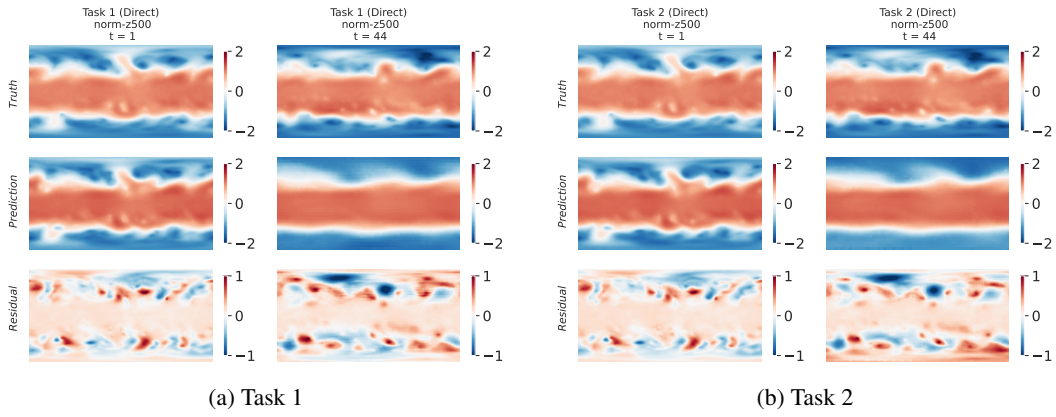 Task 1 (Direct)
norm-z500
t = 1
Task 1 (Direct)
norm-z500
t = 44
Task 2 (Direct)
norm-z500
t = 1
Task 2 (Direct)
norm-z500
t = 44
Truth
2
0
−2
2
0
−2
Truth
2
0
−2
2
0
−2
Prediction
2
0
−2
2
0
−2
Prediction
2
0
−2
2
0
−2
Residual
1
0
−1
1
0
−1
Residual
1
0
−1
1
0
−1
(a) Task 1
(b) Task 2